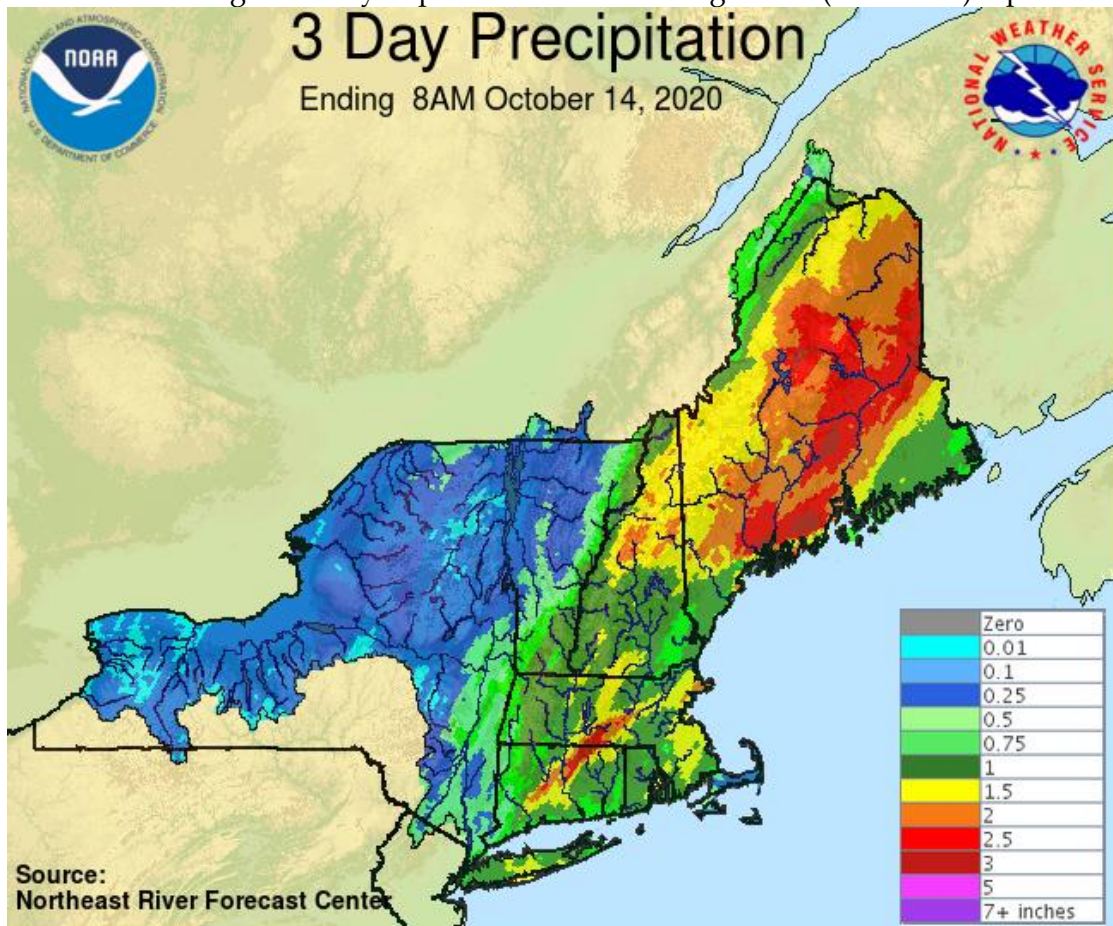 3 Day Precipitation
Ending 8AM October 14, 2020
NATIONAL OCEANIC AND ATMOSPHERIC ADMINISTRATION
NOAA
U.S. DEPARTMENT OF COMMERCE
NATIONAL WEATHER SERVICE
Zero
0.01
0.1
0.25
0.5
0.75
1
1.5
2
2.5
3
5
7+ inches
Source:
Northeast River Forecast Center